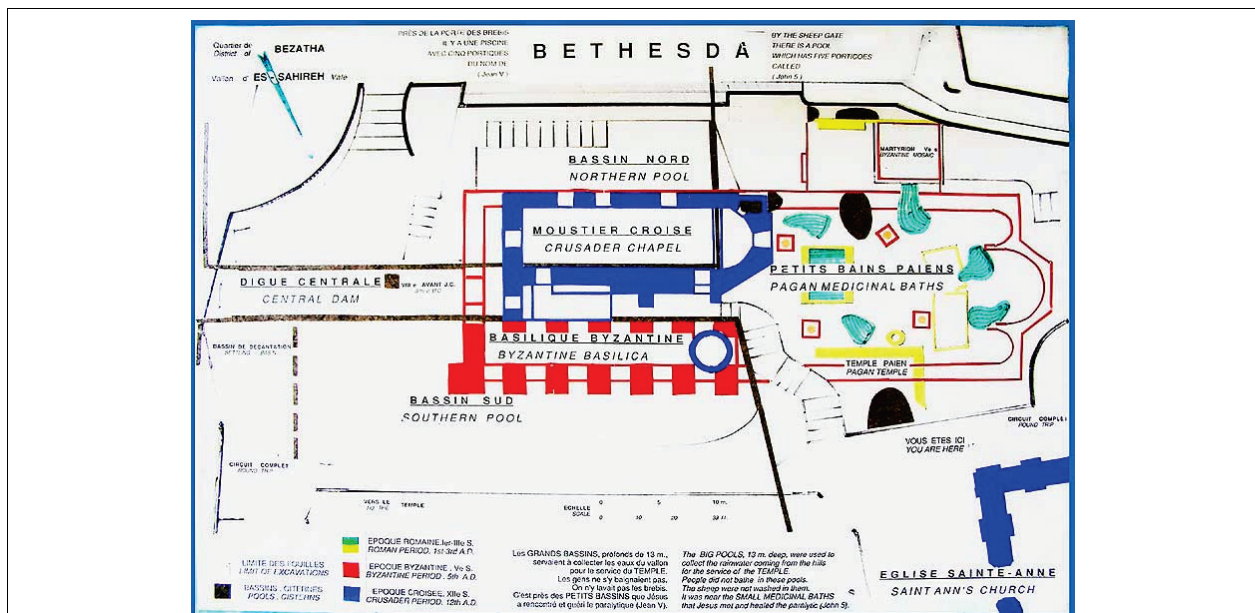 Quartier de
District of
BEZATHA
Vallon d'
ES-SAHIREH
Vale
PRÈS DE LA PORTE DES BREBIS
IL Y A UNE PISCINE
AVEC CINQ PORTIQUES
DU NOM DE
(Jean V)
BETHESDA
BY THE SHEEP GATE
THERE IS A POOL
WHICH HAS FIVE PORTICOES
CALLED
(John 5)
BASSIN NORD
NORTHERN POOL
MARTYRION Ve s
BYZANTINE MOSAIC
MOUSTIER CROISE
CRUSADER CHAPEL
PETITS BAINS PAIENS
PAGAN MEDICINAL BATHS
DIGUE CENTRALE
CENTRAL DAM
VIII e AVANT J.C.
BASILIQUE BYZANTINE
BYZANTINE BASILICA
BASSIN DE DECANTATION
SETTLING BASIN
TEMPLE PAIEN
PAGAN TEMPLE
BASSIN SUD
SOUTHERN POOL
CIRCUIT COMPLET
ROUND TRIP
VOUS ETES ICI
YOU ARE HERE
CIRCUIT COMPLET
ROUND TRIP
VERS LE TEMPLE
TO THE
ECHELLE
SCALE
0 5 10 m.
0 10 20 30 Ft.
LIMITE DES FOUILLES
LIMIT OF EXCAVATIONS
BASSINS, CITERNES
POOLS, CISTERNS
EPOQUE ROMAINE. Ier-IIIe S.
ROMAN PERIOD. 1st-3rd A.D.
EPOQUE BYZANTINE. Ve S.
BYZANTINE PERIOD. 5th A.D.
EPOQUE CROISEE. XIIe S.
CRUSADER PERIOD. 12th A.D.
Les GRANDS BASSINS, profonds de 13 m.,
servaient à collecter les eaux du vallon
pour le service du TEMPLE.
Les gens ne s'y baignaient pas.
On n'y lavait pas les brebis.
C'est près des PETITS BASSINS que Jésus
a rencontré et guéri le paralytique (Jean V).
The BIG POOLS, 13 m. deep, were used to
collect the rainwater coming from the hills
for the service of the TEMPLE.
People did not bathe in these pools.
The sheep were not washed in them.
It was near the SMALL MEDICINAL BATHS
that Jesus met and healed the paralytic (John 5).
EGLISE SAINTE-ANNE
SAINT ANN'S CHURCH